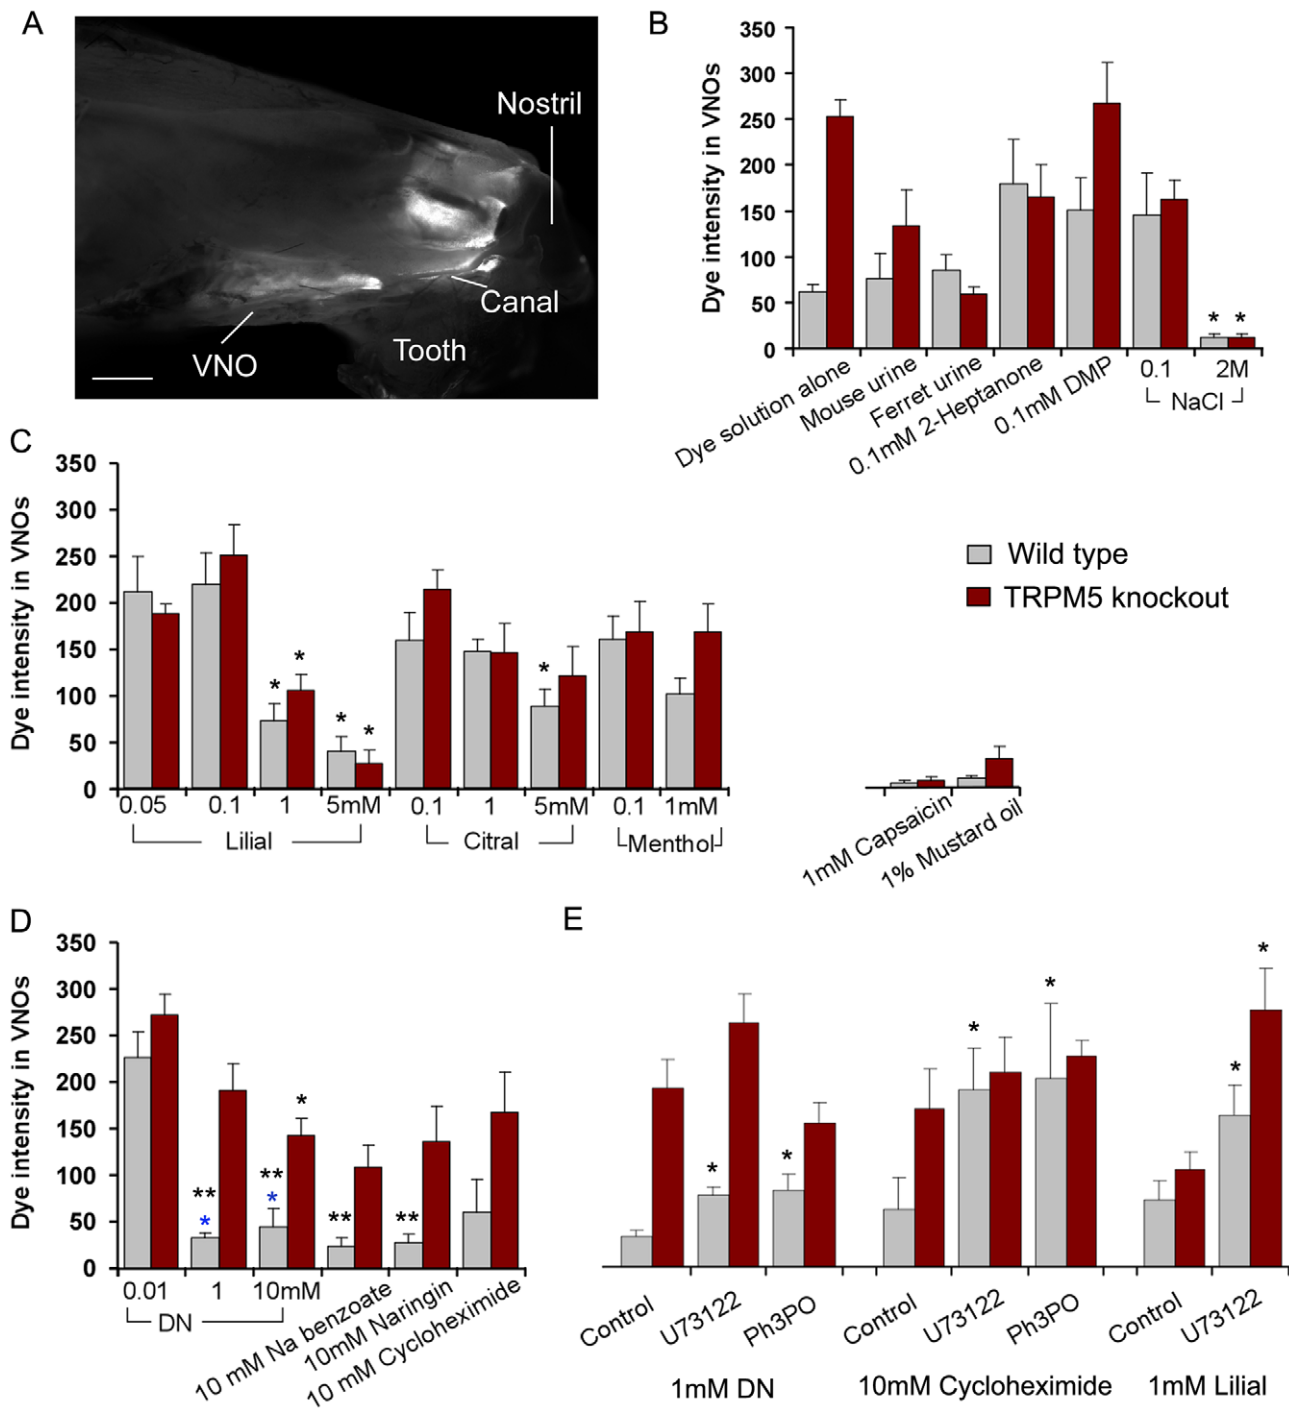 A
Nostril
Canal
VNO
Tooth
B
Dye intensity in VNOs
350
300
250
200
150
100
50
0
* *
Dye solution alone
Mouse urine
Ferret urine
0.1mM 2-Heptanone
0.1mM DMP
0.1 2M
NaCl
C
Dye intensity in VNOs
350
300
250
200
150
100
50
0
* * * * *
0.05 0.1 1 5mM 0.1 1 5mM 0.1 1mM
Lilial Citral Menthol
Wild type
TRPM5 knockout
1mM Capsaicin
1% Mustard oil
D
Dye intensity in VNOs
350
300
250
200
150
100
50
0
** ** * ** **
* *
0.01 1 10mM
DN
10 mM Na benzoate
10mM Naringin
10 mM Cycloheximide
E
* * * * * *
Control
U73122
Ph3PO
Control
U73122
Ph3PO
Control
U73122
1mM DN 10mM Cycloheximide 1mM Lilial